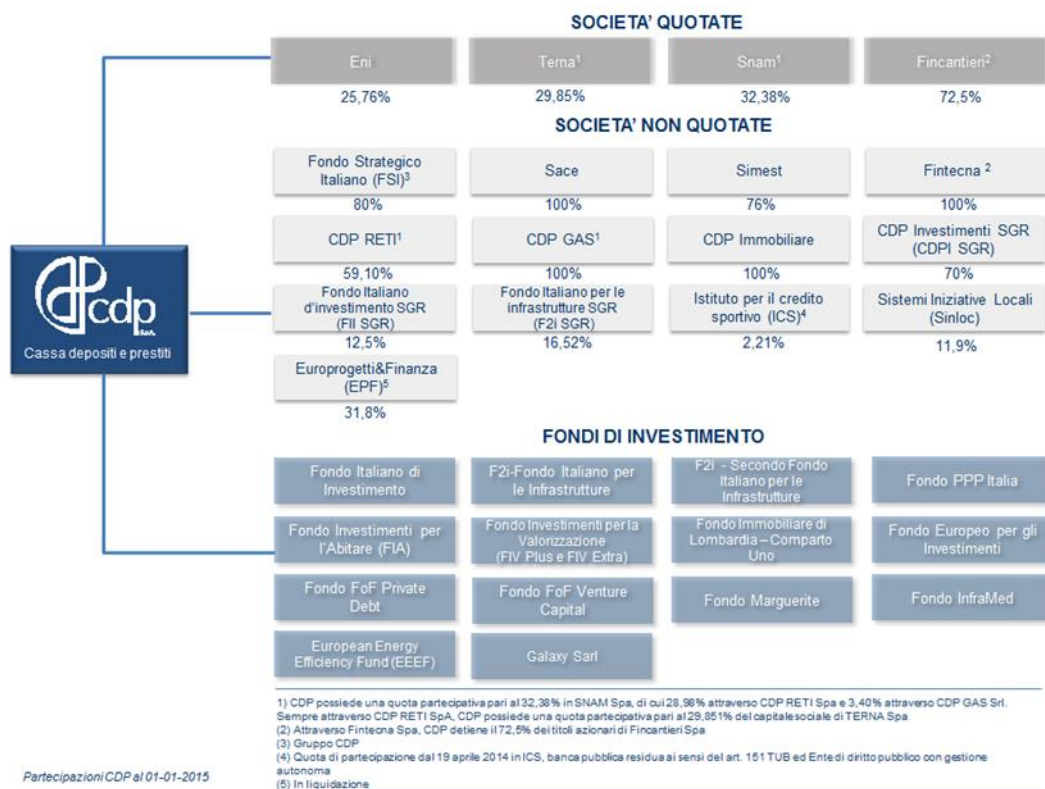 SOCIETA' QUOTATE
Eni
Terna1
Snam1
Fincantieri2
25,76%
29,85%
32,38%
72,5%
SOCIETA' NON QUOTATE
Fondo Strategico
Italiano (FSI)3
Sace
Simest
Fintecna 2
80%
100%
76%
100%
CDP RETI1
CDP GAS1
CDP Immobiliare
CDP Investimenti SGR
(CDPI SGR)
59,10%
100%
100%
70%
cdp
S.p.A.
Cassa depositi e prestiti
Fondo Italiano
d'investimento SGR
(FII SGR)
Fondo Italiano per le
infrastrutture SGR
(F2i SGR)
Istituto per il credito
sportivo (ICS)4
Sistemi Iniziative Locali
(Sinloc)
12,5%
16,52%
2,21%
11,9%
Europrogetti&Finanza
(EPF)5
31,8%
FONDI DI INVESTIMENTO
Fondo Italiano di
Investimento
F2i-Fondo Italiano per
le Infrastrutture
F2i - Secondo Fondo
Italiano per le
Infrastrutture
Fondo PPP Italia
Fondo Investimenti per
l'Abitare (FIA)
Fondo Investimenti per la
Valorizzazione
(FIV Plus e FIV Extra)
Fondo Immobiliare di
Lombardia – Comparto
Uno
Fondo Europeo per gli
Investimenti
Fondo FoF Private
Debt
Fondo FoF Venture
Capital
Fondo Marguerite
Fondo InfraMed
European Energy
Efficiency Fund (EEEF)
Galaxy Sarl
1) CDP possiede una quota partecipativa pari al 32,38% in SNAM Spa, di cui 28,98% attraverso CDP RETI Spa e 3,40% attraverso CDP GAS Srl.
Sempre attraverso CDP RETI SpA, CDP possiede una quota partecipativa pari al 29,851% del capitale sociale di TERNA Spa
(2) Attraverso Fintecna Spa, CDP detiene il 72,5% dei titoli azionari di Fincantieri Spa
(3) Gruppo CDP
(4) Quota di partecipazione dal 19 aprile 2014 in ICS, banca pubblica residua ai sensi del art. 151 TUB ed Ente di diritto pubblico con gestione
autonoma
(5) In liquidazione
Partecipazioni CDP al 01-01-2015